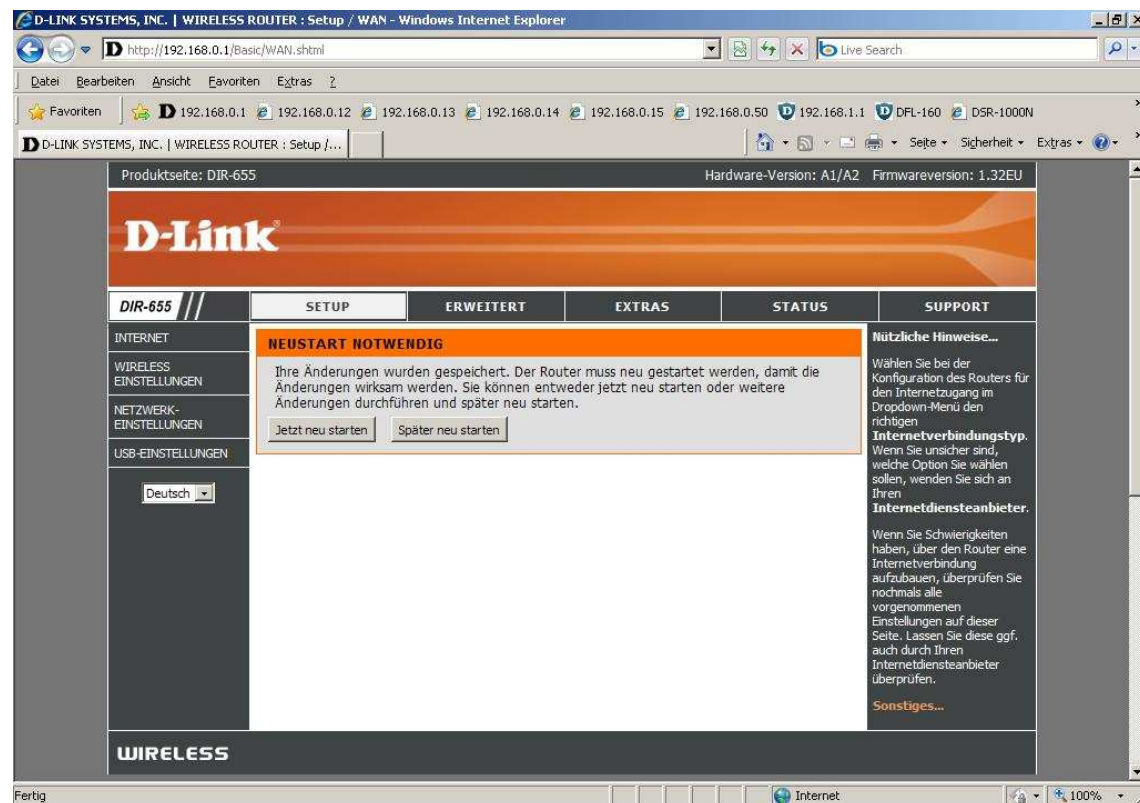 D-LINK SYSTEMS, INC. | WIRELESS ROUTER : Setup / WAN - Windows Internet Explorer
http://192.168.0.1/Basic/WAN.shtml
Live Search
Datei Bearbeiten Ansicht Favoriten Extras ?
Favoriten 192.168.0.1 192.168.0.12 192.168.0.13 192.168.0.14 192.168.0.15 192.168.0.50 192.168.1.1 DFL-160 DSR-1000N
D-LINK SYSTEMS, INC. | WIRELESS ROUTER : Setup /...
Seite Sicherheit Extras
Produktseite: DIR-655
Hardware-Version: A1/A2 Firmwareversion: 1.32EU
D-Link®
DIR-655
SETUP
ERWEITERT
EXTRAS
STATUS
SUPPORT
INTERNET
WIRELESS
EINSTELLUNGEN
NETZWERK-
EINSTELLUNGEN
USB-EINSTELLUNGEN
Deutsch
NEUSTART NOTWENDIG
Ihre Änderungen wurden gespeichert. Der Router muss neu gestartet werden, damit die
Änderungen wirksam werden. Sie können entweder jetzt neu starten oder weitere
Änderungen durchführen und später neu starten.
Jetzt neu starten
Später neu starten
Nützliche Hinweise...
Wählen Sie bei der
Konfiguration des Routers für
den Internetzugang im
Dropdown-Menü den
richtigen
Internetverbindungstyp.
Wenn Sie unsicher sind,
welche Option Sie wählen
sollen, wenden Sie sich an
Ihren
Internetdiensteanbieter.
Wenn Sie Schwierigkeiten
haben, über den Router eine
Internetverbindung
aufzubauen, überprüfen Sie
nochmals alle
vorgenommenen
Einstellungen auf dieser
Seite. Lassen Sie diese ggf.
auch durch Ihren
Internetdiensteanbieter
überprüfen.
Sonstiges...
WIRELESS
Fertig
Internet
100%